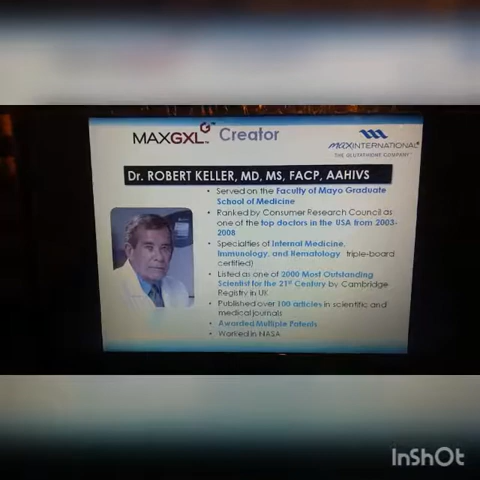 MAXGXL™ Creator
MAXINTERNATIONAL
THE GLUTATHIONE COMPANY™
Dr. ROBERT KELLER, MD, MS, FACP, AAHIVS
• Served on the Faculty of Mayo Graduate
School of Medicine
• Ranked by Consumer Research Council as
one of the top doctors in the USA from 2003-
2008
• Specialties of Internal Medicine,
Immunology, and Hematology triple-board
certified)
• Listed as one of 2000 Most Outstanding
Scientist for the 21st Century by Cambridge
Registry in UK
• Published over 100 articles in scientific and
medical journals
• Awarded Multiple Patents
• Worked in NASA
InShOt